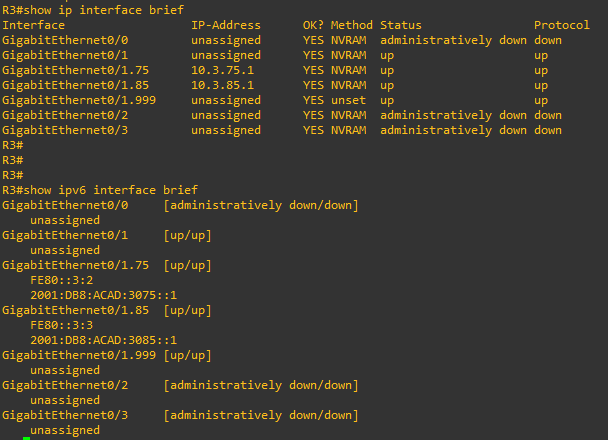 R3#show ip interface brief
Interface                  IP-Address      OK? Method Status                Protocol
GigabitEthernet0/0         unassigned      YES NVRAM  administratively down down
GigabitEthernet0/1         unassigned      YES NVRAM  up                    up
GigabitEthernet0/1.75      10.3.75.1       YES NVRAM  up                    up
GigabitEthernet0/1.85      10.3.85.1       YES NVRAM  up                    up
GigabitEthernet0/1.999     unassigned      YES unset  up                    up
GigabitEthernet0/2         unassigned      YES NVRAM  administratively down down
GigabitEthernet0/3         unassigned      YES NVRAM  administratively down down
R3#
R3#
R3#
R3#show ipv6 interface brief
GigabitEthernet0/0     [administratively down/down]
    unassigned
GigabitEthernet0/1     [up/up]
    unassigned
GigabitEthernet0/1.75  [up/up]
    FE80::3:2
    2001:DB8:ACAD:3075::1
GigabitEthernet0/1.85  [up/up]
    FE80::3:3
    2001:DB8:ACAD:3085::1
GigabitEthernet0/1.999 [up/up]
    unassigned
GigabitEthernet0/2     [administratively down/down]
    unassigned
GigabitEthernet0/3     [administratively down/down]
    unassigned